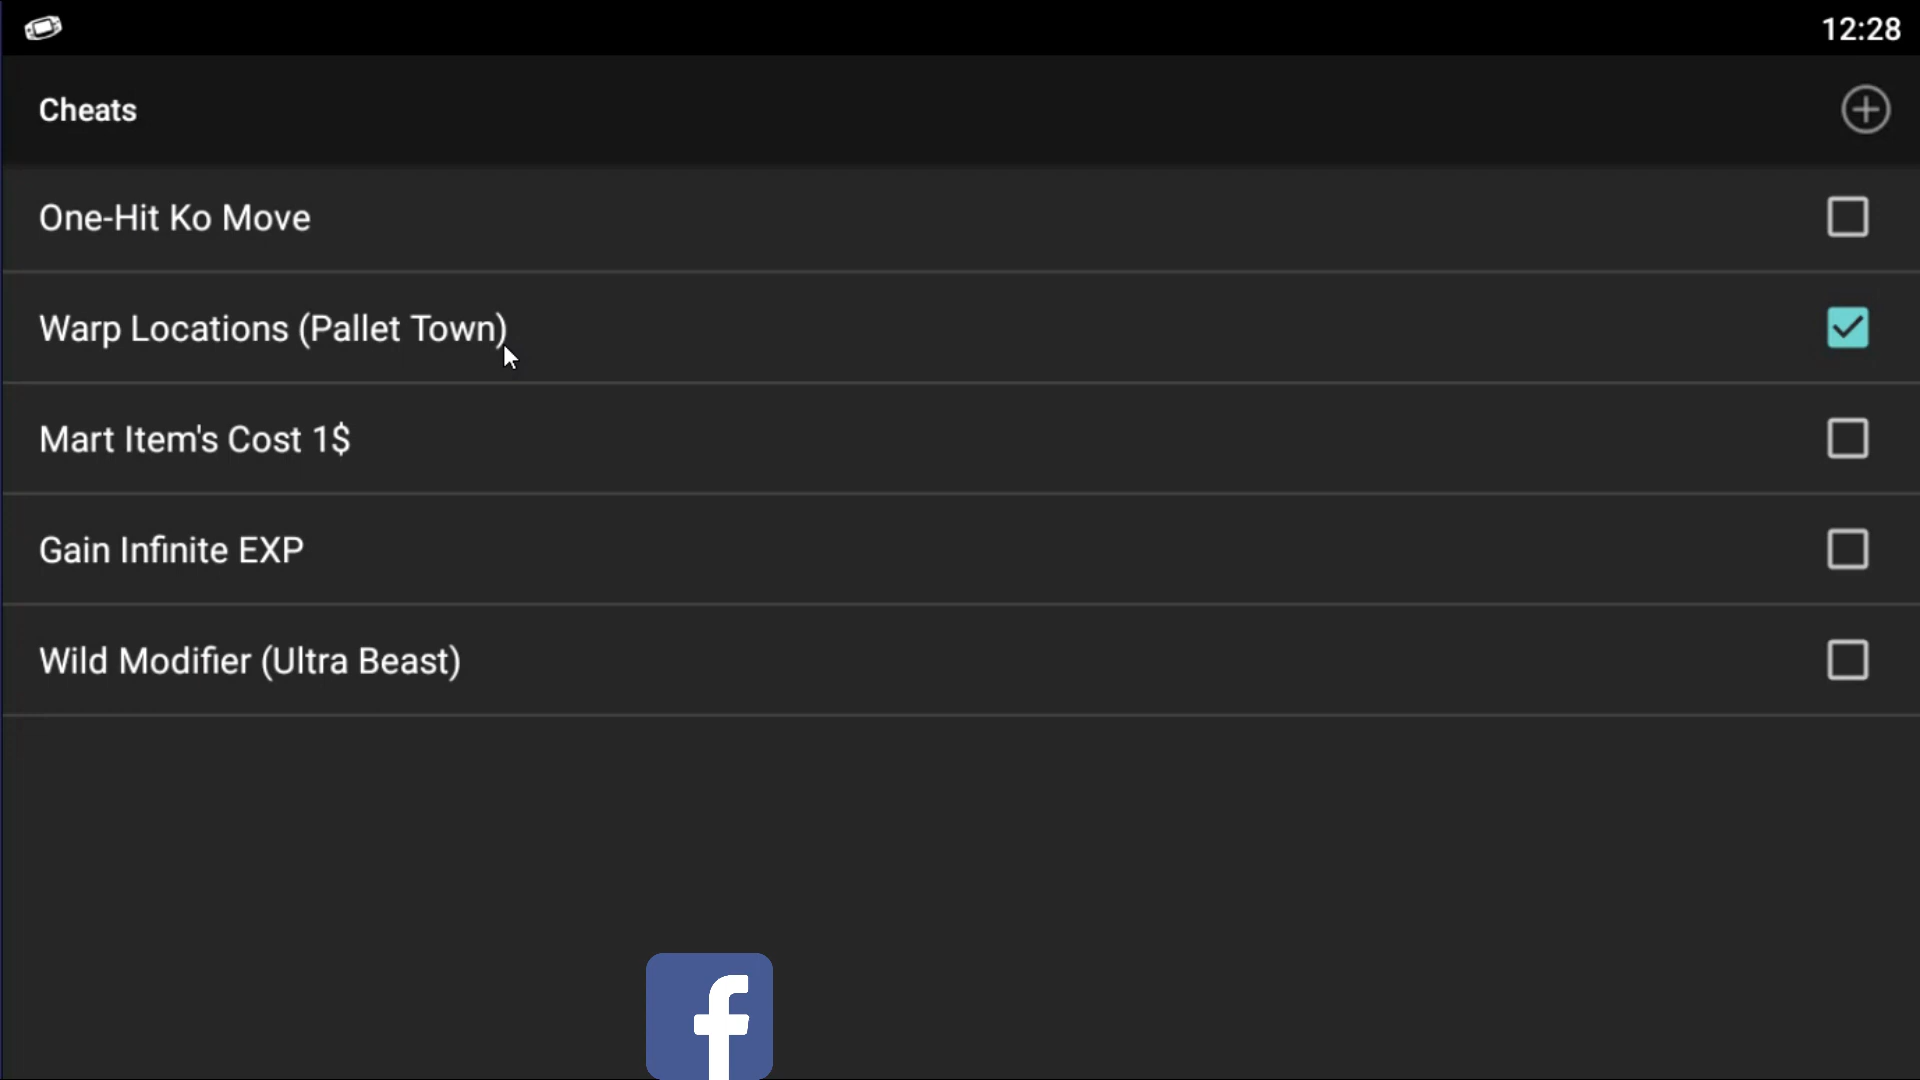 12:28
Cheats
One-Hit Ko Move
Warp Locations (Pallet Town)
Mart Item's Cost 1$
Gain Infinite EXP
Wild Modifier (Ultra Beast)
f